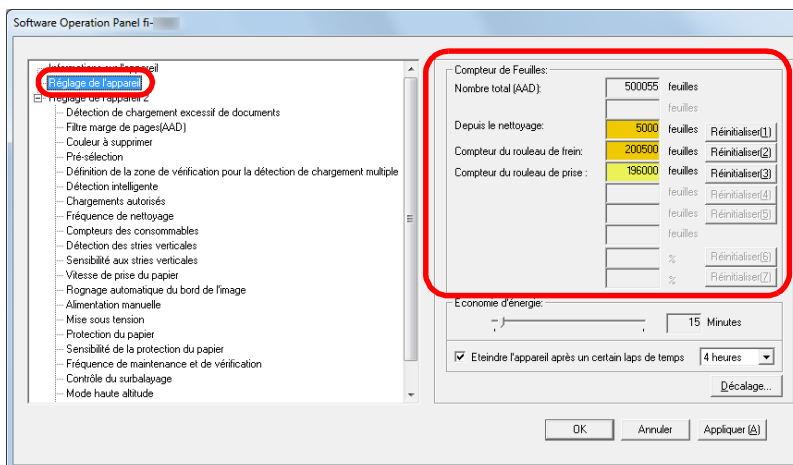 Software Operation Panel fi-
Informations sur l'appareil
Réglage de l'appareil
Réglage de l'appareil 2
Détection de chargement excessif de documents
Filtre marge de pages(AAD)
Couleur à supprimer
Pré-sélection
Définition de la zone de vérification pour la détection de chargement multiple
Détection intelligente
Chargements autorisés
Fréquence de nettoyage
Compteurs des consommables
Détection des stries verticales
Sensibilité aux stries verticales
Vitesse de prise du papier
Rognage automatique du bord de l'image
Alimentation manuelle
Mise sous tension
Protection du papier
Sensibilité de la protection du papier
Fréquence de maintenance et de vérification
Contrôle du surbalayage
Mode haute altitude
Compteur de Feuilles:
Nombre total (AAD): 500055 feuilles
feuilles
Depuis le nettoyage: 5000 feuilles Réinitialiser(1)
Compteur du rouleau de frein: 200500 feuilles Réinitialiser(2)
Compteur du rouleau de prise : 196000 feuilles Réinitialiser(3)
feuilles Réinitialiser(4)
feuilles Réinitialiser(5)
feuilles
% Réinitialiser(6)
% Réinitialiser(7)
Economie d'énergie:
15 Minutes
Eteindre l'appareil après un certain laps de temps 4 heures
Décalage...
OK Annuler Appliquer (A)